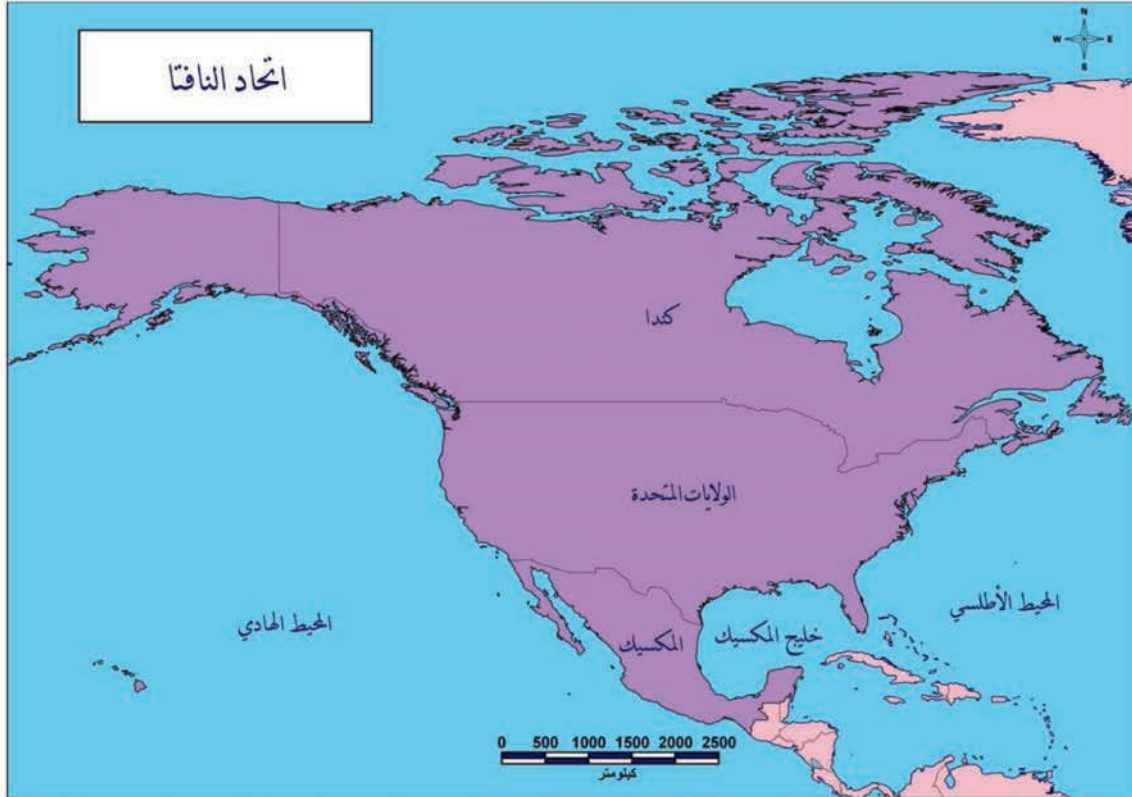 اتحاد النافتا
N
W E
S
كندا
الولايات المتحدة
المحيط الأطلسي
المحيط الهادي
المكسيك
خليج المكسيك
0 500 1000 1500 2000 2500
كيلومتر